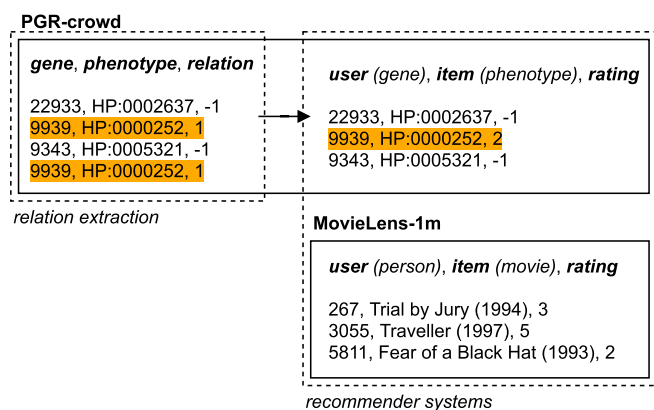 PGR-crowd
gene, phenotype, relation
22933, HP:0002637, -1
9939, HP:0000252, 1
9343, HP:0005321, -1
9939, HP:0000252, 1
relation extraction
user (gene), item (phenotype), rating
22933, HP:0002637, -1
9939, HP:0000252, 2
9343, HP:0005321, -1
MovieLens-1m
user (person), item (movie), rating
267, Trial by Jury (1994), 3
3055, Traveller (1997), 5
5811, Fear of a Black Hat (1993), 2
recommender systems